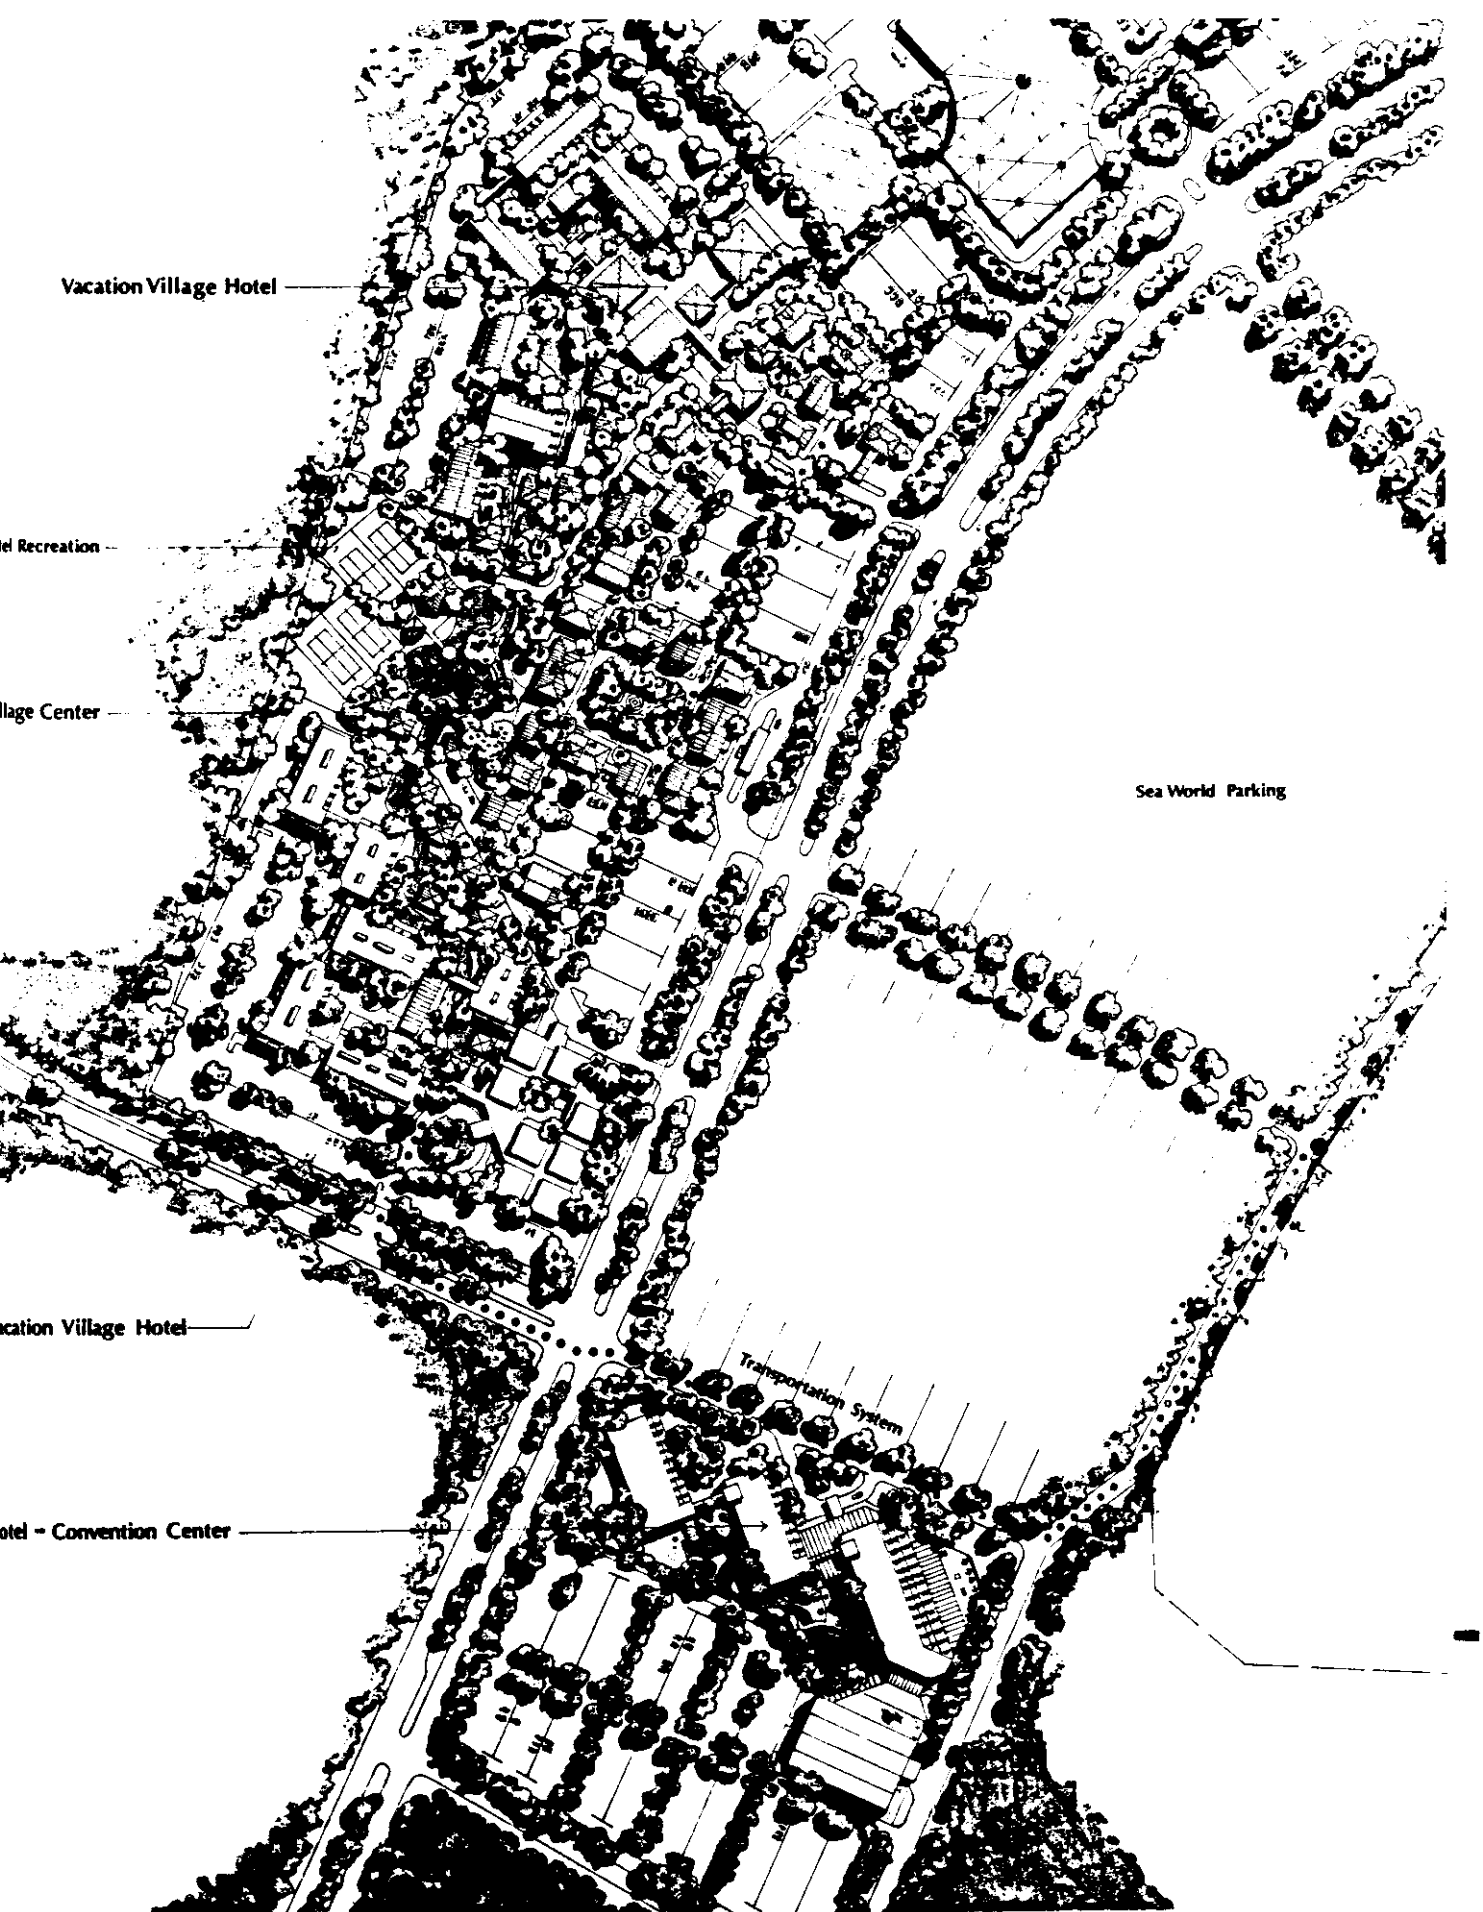 Vacation Village Hotel
el Recreation
llage Center
Sea World Parking
cation Village Hotel
Transportation System
otel - Convention Center